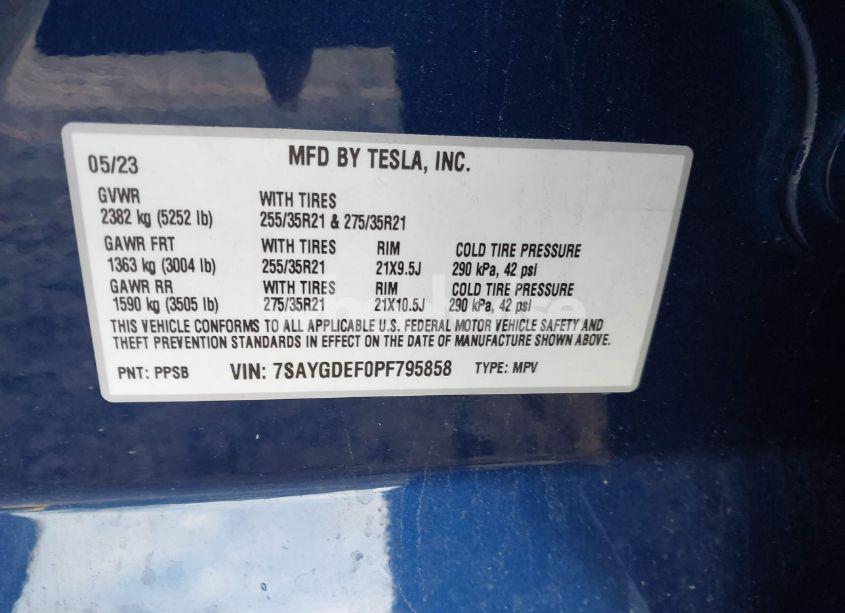 05/23 MFD BY TESLA, INC.
GVWR WITH TIRES
2382 kg (5252 lb) 255/35R21 & 275/35R21
GAWR FRT WITH TIRES RIM COLD TIRE PRESSURE
1363 kg (3004 lb) 255/35R21 21X9.5J 290 kPa, 42 psi
GAWR RR WITH TIRES RIM COLD TIRE PRESSURE
1590 kg (3505 lb) 275/35R21 21X10.5J 290 kPa, 42 psi
THIS VEHICLE CONFORMS TO ALL APPLICABLE U.S. FEDERAL MOTOR VEHICLE SAFETY AND
THEFT PREVENTION STANDARDS IN EFFECT ON THE DATE OF MANUFACTURE SHOWN ABOVE.
PNT: PPSB VIN: 7SAYGDEF0PF795858 TYPE: MPV